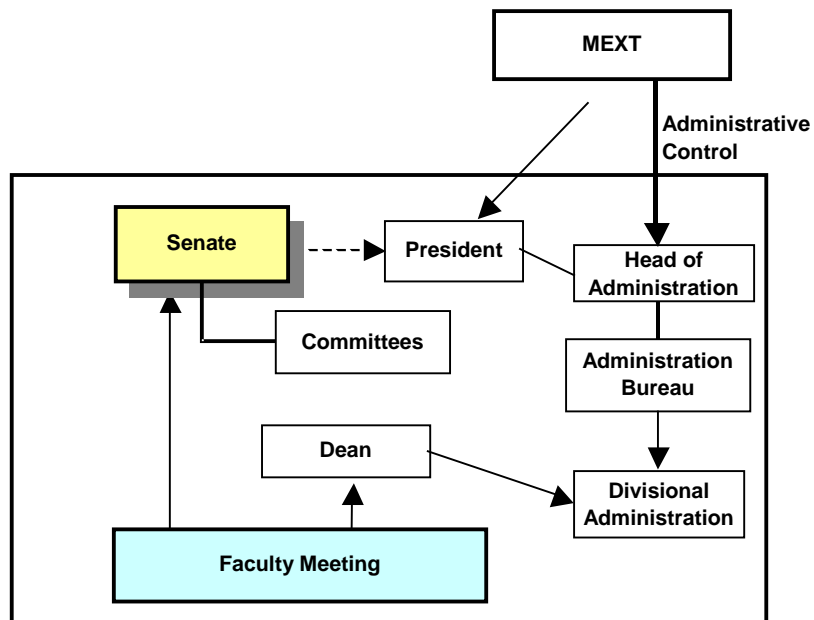 MEXT
Administrative
Control
Senate
President
Head of
Administration
Committees
Administration
Bureau
Dean
Divisional
Administration
Faculty Meeting